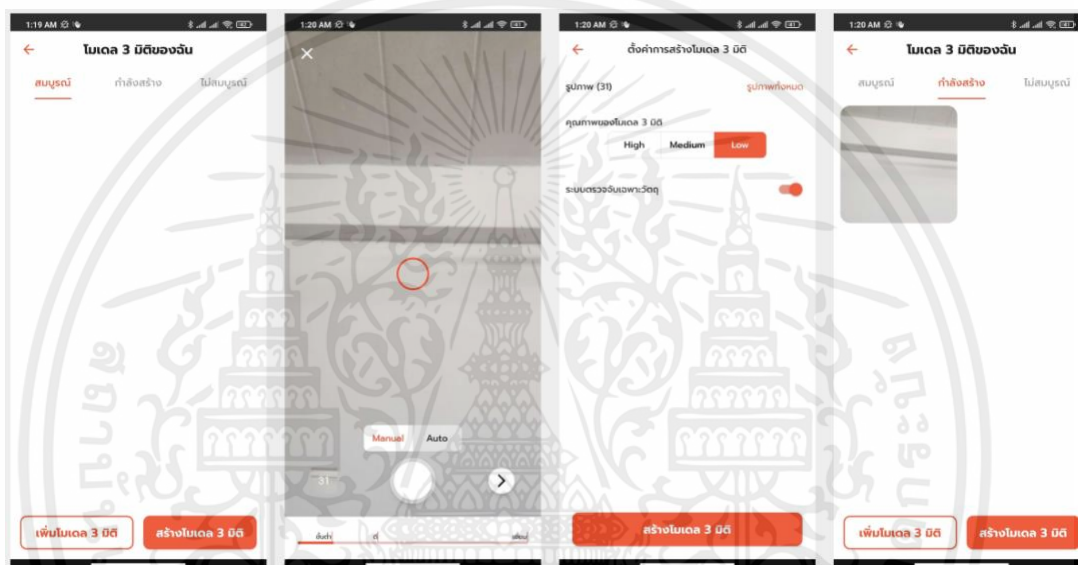 1:19 AM
โมเดล 3 มิติของฉัน
สมบูรณ์ กำลังสร้าง ไม่สมบูรณ์
เพิ่มโมเดล 3 มิติ สร้างโมเดล 3 มิติ
1:20 AM
Manual Auto
31
ขั้นต่ำ ดี เยี่ยม
1:20 AM
ตั้งค่าการสร้างโมเดล 3 มิติ
รูปภาพ (31) รูปภาพทั้งหมด
คุณภาพของโมเดล 3 มิติ
High Medium Low
ระบบตรวจจับเฉพาะวัตถุ
สร้างโมเดล 3 มิติ
1:20 AM
โมเดล 3 มิติของฉัน
สมบูรณ์ กำลังสร้าง ไม่สมบูรณ์
เพิ่มโมเดล 3 มิติ สร้างโมเดล 3 มิติ